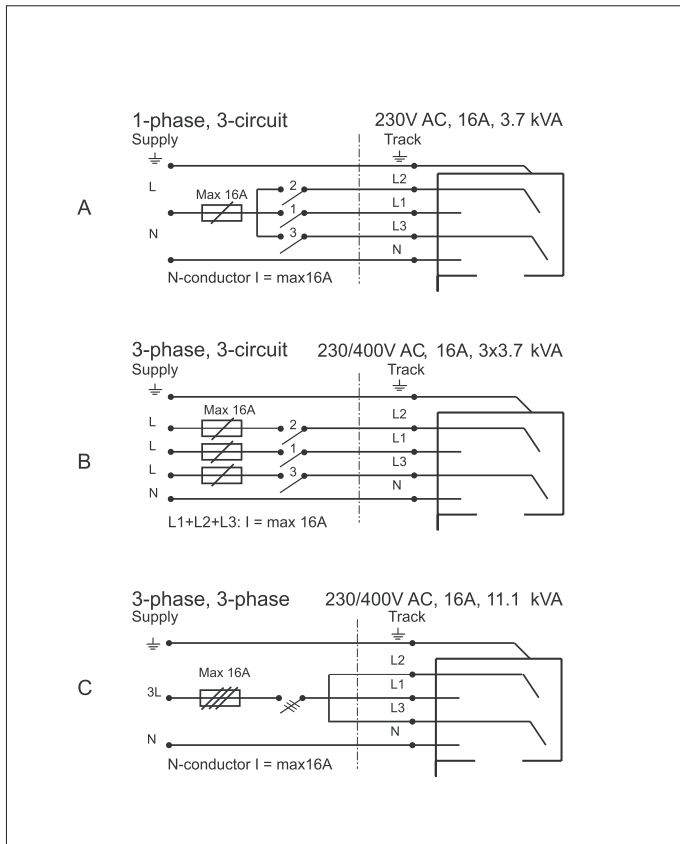 1-phase, 3-circuit 230V AC, 16A, 3.7 kVA
Supply Track
L L2
Max 16A 2
A 1 L1
N 3 L3
N
N-conductor I = max16A
3-phase, 3-circuit 230/400V AC, 16A, 3x3.7 kVA
Supply Track
Max 16A L2
L 2
L 1 L1
B L 3 L3
N N
L1+L2+L3: I = max 16A
3-phase, 3-phase 230/400V AC, 16A, 11.1 kVA
Supply Track
L2
Max 16A
C 3L L1
L3
N N
N-conductor I = max16A